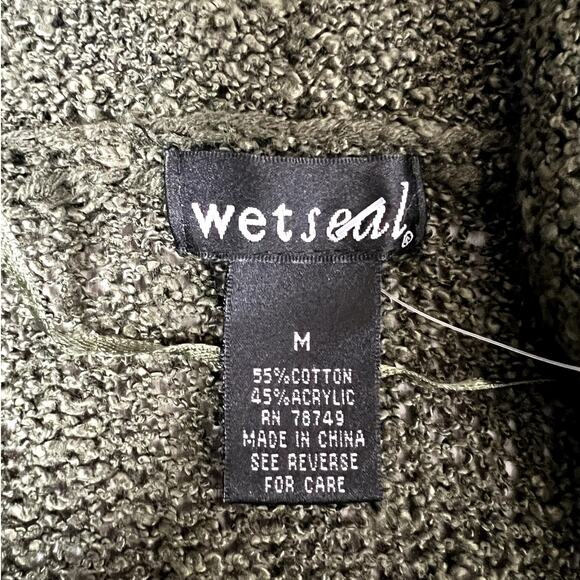 wetseal®
M
55%COTTON
45%ACRYLIC
RN 78749
MADE IN CHINA
SEE REVERSE
FOR CARE